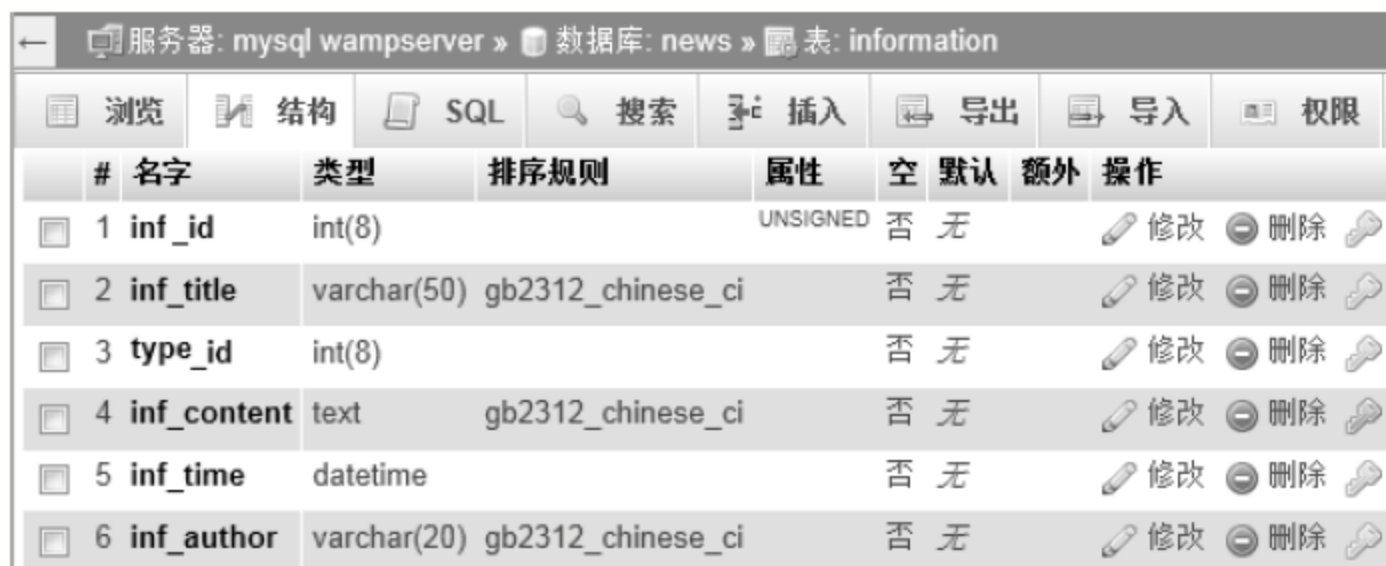 ← 服务器: mysql wampserver » 数据库: news » 表: information
浏览 结构 SQL 搜索 插入 导出 导入 权限
# 名字 类型 排序规则 属性 空 默认 额外 操作
1 inf_id int(8) UNSIGNED 否 无 修改 删除
2 inf_title varchar(50) gb2312_chinese_ci 否 无 修改 删除
3 type_id int(8) 否 无 修改 删除
4 inf_content text gb2312_chinese_ci 否 无 修改 删除
5 inf_time datetime 否 无 修改 删除
6 inf_author varchar(20) gb2312_chinese_ci 否 无 修改 删除